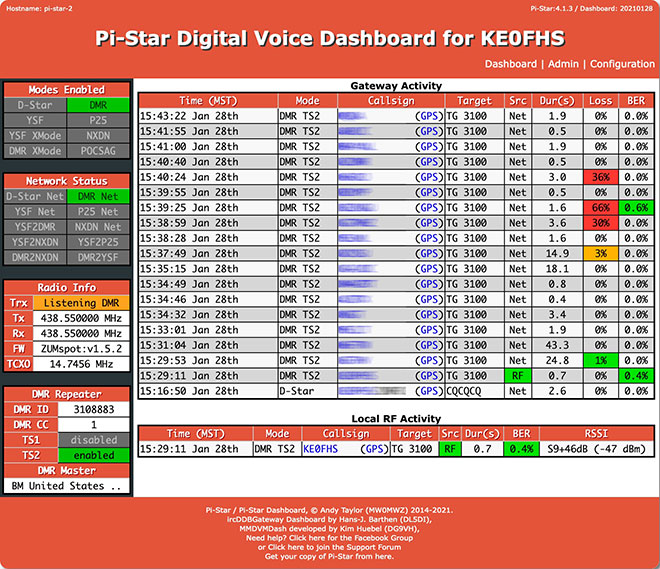 Hostname: pi-star-2 Pi-Star:4.1.3 / Dashboard: 20210128
Pi-Star Digital Voice Dashboard for KE0FHS
Dashboard | Admin | Configuration
Modes Enabled
D-Star DMR
YSF P25
YSF XMode NXDN
DMR XMode POCSAG
Network Status
D-Star Net DMR Net
YSF Net P25 Net
YSF2DMR NXDN Net
YSF2NXDN YSF2P25
DMR2NXDN DMR2YSF
Radio Info
Trx Listening DMR
Tx 438.550000 MHz
Rx 438.550000 MHz
FW ZUMspot:v1.5.2
TCXO 14.7456 MHz
DMR Repeater
DMR ID 3108883
DMR CC 1
TS1 disabled
TS2 enabled
DMR Master
BM United States ..
Gateway Activity
Time (MST) Mode Callsign Target Src Dur(s) Loss BER
15:43:22 Jan 28th DMR TS2 (GPS) TG 3100 Net 1.9 0% 0.0%
15:41:55 Jan 28th DMR TS2 (GPS) TG 3100 Net 0.5 0% 0.0%
15:41:00 Jan 28th DMR TS2 (GPS) TG 3100 Net 1.9 0% 0.0%
15:40:40 Jan 28th DMR TS2 (GPS) TG 3100 Net 0.5 0% 0.0%
15:40:24 Jan 28th DMR TS2 (GPS) TG 3100 Net 3.0 36% 0.0%
15:39:55 Jan 28th DMR TS2 (GPS) TG 3100 Net 0.5 0% 0.0%
15:39:25 Jan 28th DMR TS2 (GPS) TG 3100 Net 1.6 66% 0.6%
15:38:59 Jan 28th DMR TS2 (GPS) TG 3100 Net 3.6 30% 0.0%
15:38:28 Jan 28th DMR TS2 (GPS) TG 3100 Net 1.6 0% 0.0%
15:37:49 Jan 28th DMR TS2 (GPS) TG 3100 Net 14.9 3% 0.0%
15:35:15 Jan 28th DMR TS2 (GPS) TG 3100 Net 18.1 0% 0.0%
15:34:49 Jan 28th DMR TS2 (GPS) TG 3100 Net 0.8 0% 0.0%
15:34:46 Jan 28th DMR TS2 (GPS) TG 3100 Net 0.4 0% 0.0%
15:34:32 Jan 28th DMR TS2 (GPS) TG 3100 Net 3.4 0% 0.0%
15:33:01 Jan 28th DMR TS2 (GPS) TG 3100 Net 1.9 0% 0.0%
15:31:04 Jan 28th DMR TS2 (GPS) TG 3100 Net 43.3 0% 0.0%
15:29:53 Jan 28th DMR TS2 (GPS) TG 3100 Net 24.8 1% 0.0%
15:29:11 Jan 28th DMR TS2 (GPS) TG 3100 RF 0.7 0% 0.4%
15:16:50 Jan 28th D-Star (GPS) CQCQCQ Net 2.6 0% 0.0%
Local RF Activity
Time (MST) Mode Callsign Target Src Dur(s) BER RSSI
15:29:11 Jan 28th DMR TS2 KE0FHS (GPS) TG 3100 RF 0.7 0.4% S9+46dB (-47 dBm)
Pi-Star / Pi-Star Dashboard, © Andy Taylor (MW0MWZ) 2014-2021.
ircDDBGateway Dashboard by Hans-J. Barthen (DL5DI),
MMDVMDash developed by Kim Huebel (DG9VH),
Need help? Click here for the Facebook Group
or Click here to join the Support Forum
Get your copy of Pi-Star from here.